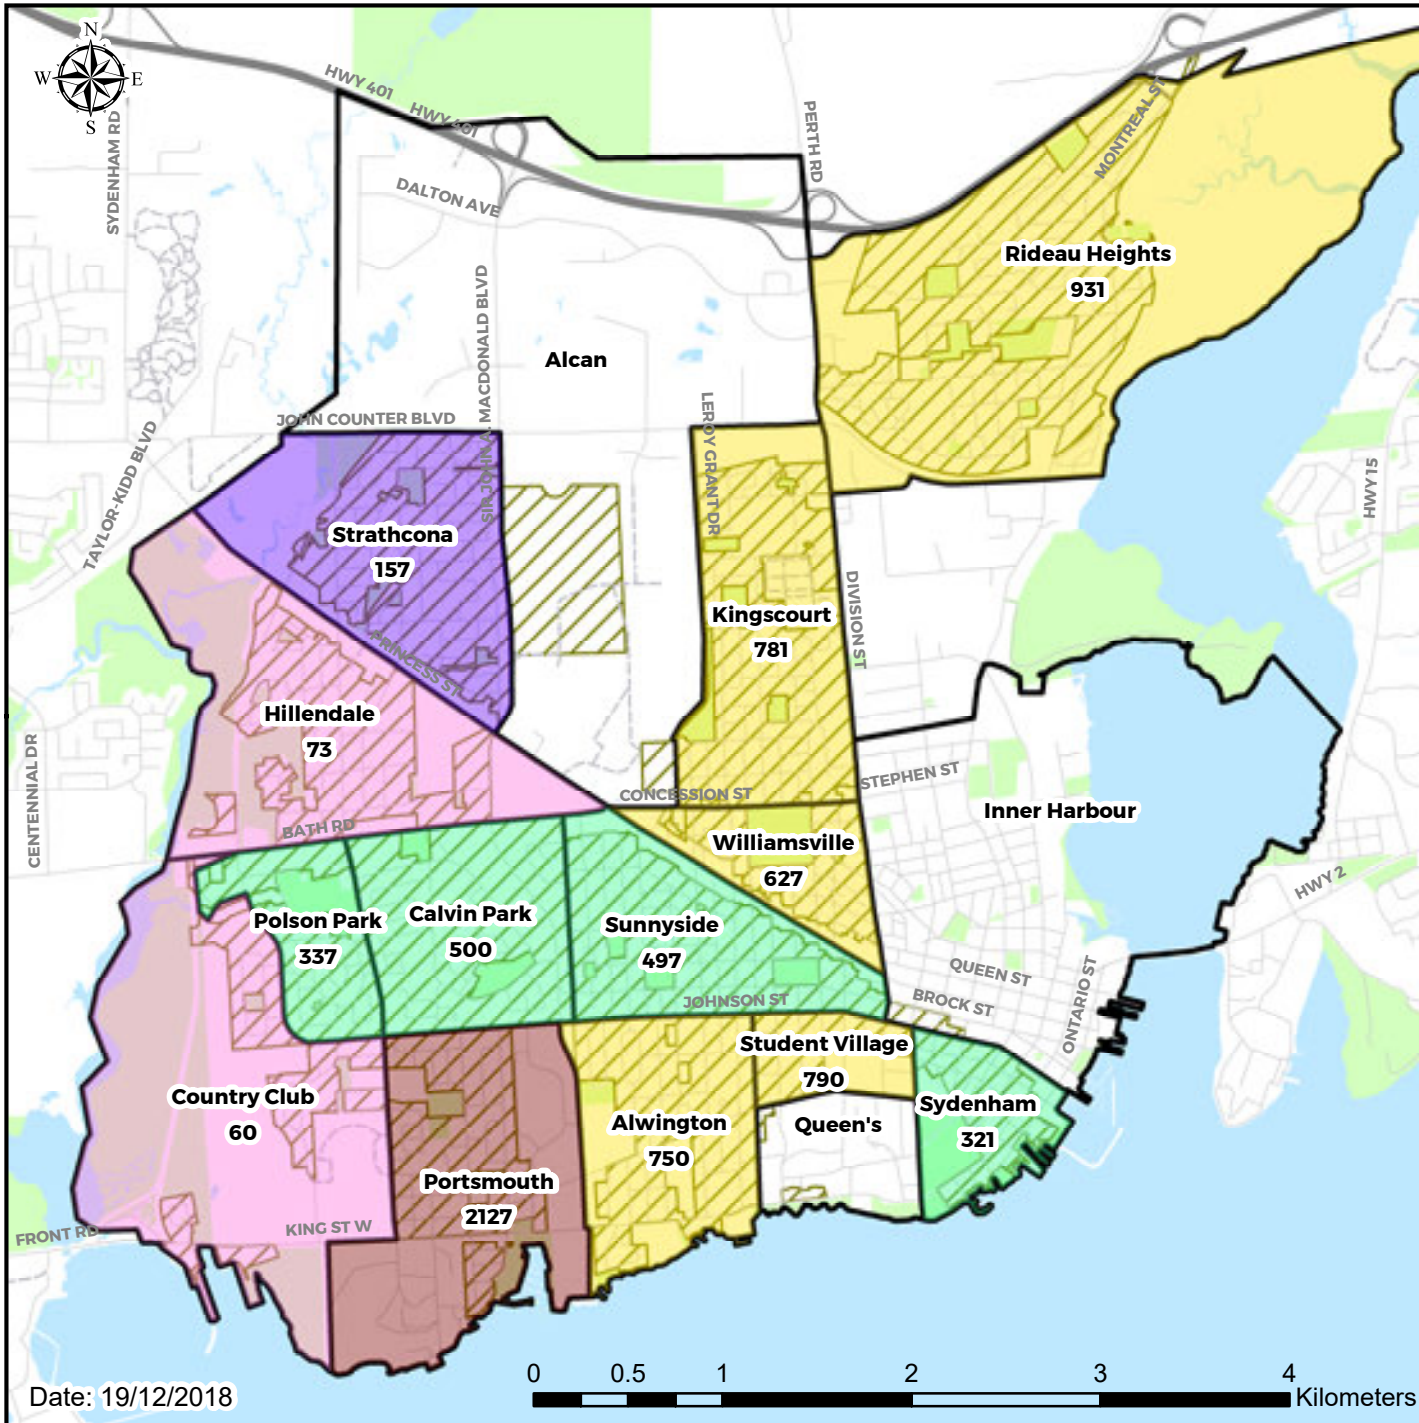 N
W E
S
HWY 401
HWY 401
SYDENHAM RD
DALTON AVE
PERTH RD
MONTREAL ST
Rideau Heights
931
SIR JOHN A. MACDONALD BLVD
Alcan
JOHN COUNTER BLVD
LEROY GRANT DR
TAYLOR-KIDD BLVD
HWY 15
Strathcona
157
PRINCESS ST
DIVISION ST
Kingscourt
781
Hillendale
73
CENTENNIAL DR
STEPHEN ST
CONCESSION ST
Inner Harbour
BATH RD
Williamsville
627
HWY 2
Polson Park
337
Calvin Park
500
Sunnyside
497
QUEEN ST
BROCK ST
ONTARIO ST
JOHNSON ST
Student Village
790
Country Club
60
Sydenham
321
Alwington
750
Queen's
Portsmouth
2127
FRONT RD
KING ST W
0 0.5 1 2 3 4
Kilometers
Date: 19/12/2018